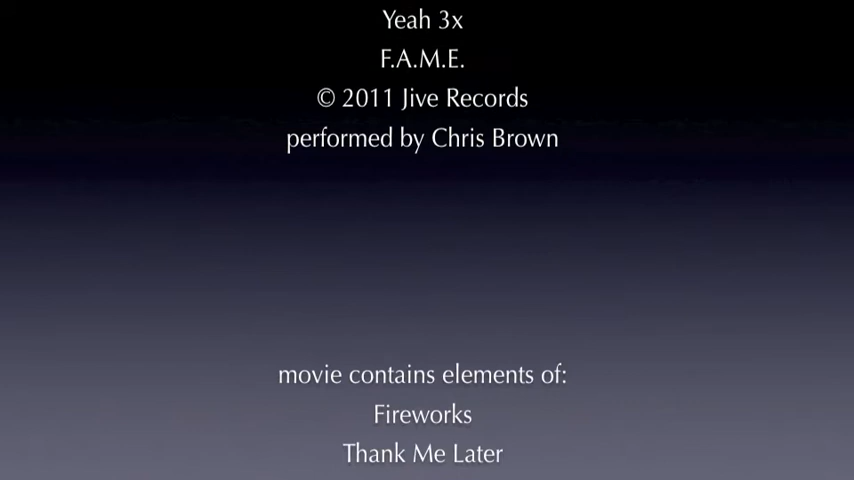 Yeah 3x
F.A.M.E.
© 2011 Jive Records
performed by Chris Brown
movie contains elements of:
Fireworks
Thank Me Later